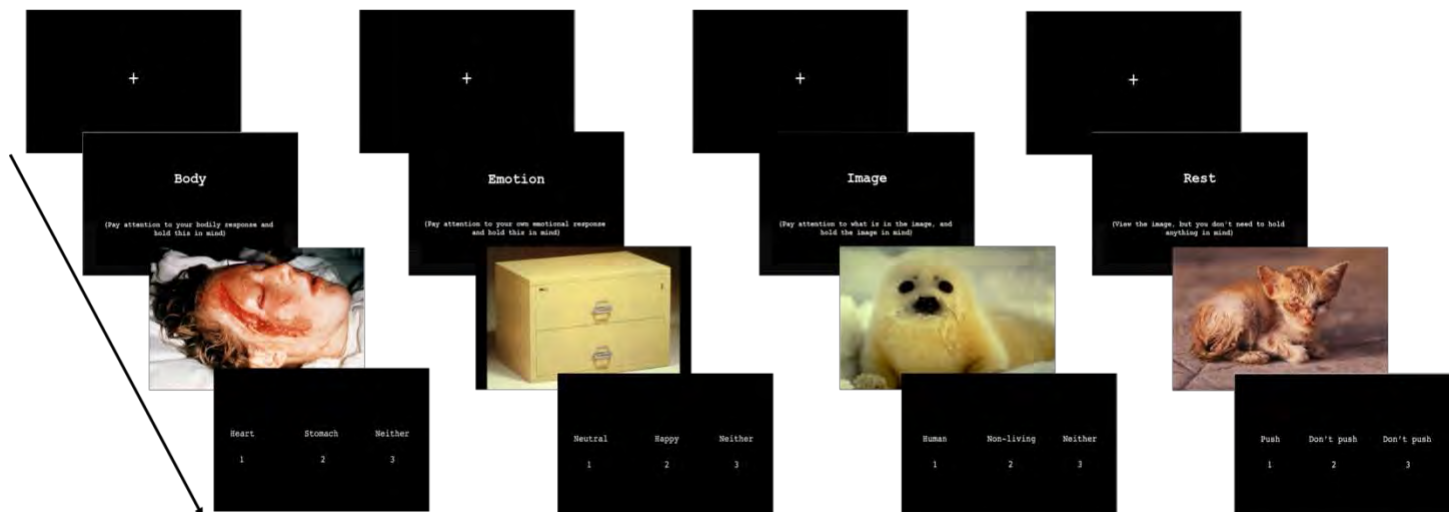 +
+
+
+
Body
(Pay attention to your bodily response and
hold this in mind)
Emotion
(Pay attention to your own emotional response
and hold this in mind)
Image
(Pay attention to what is in the image, and
hold the image in mind)
Rest
(View the image, but you don't need to hold
anything in mind)
Heart Stomach Neither
1 2 3
Neutral Happy Neither
1 2 3
Human Non-living Neither
1 2 3
Push Don't push Don't push
1 2 3